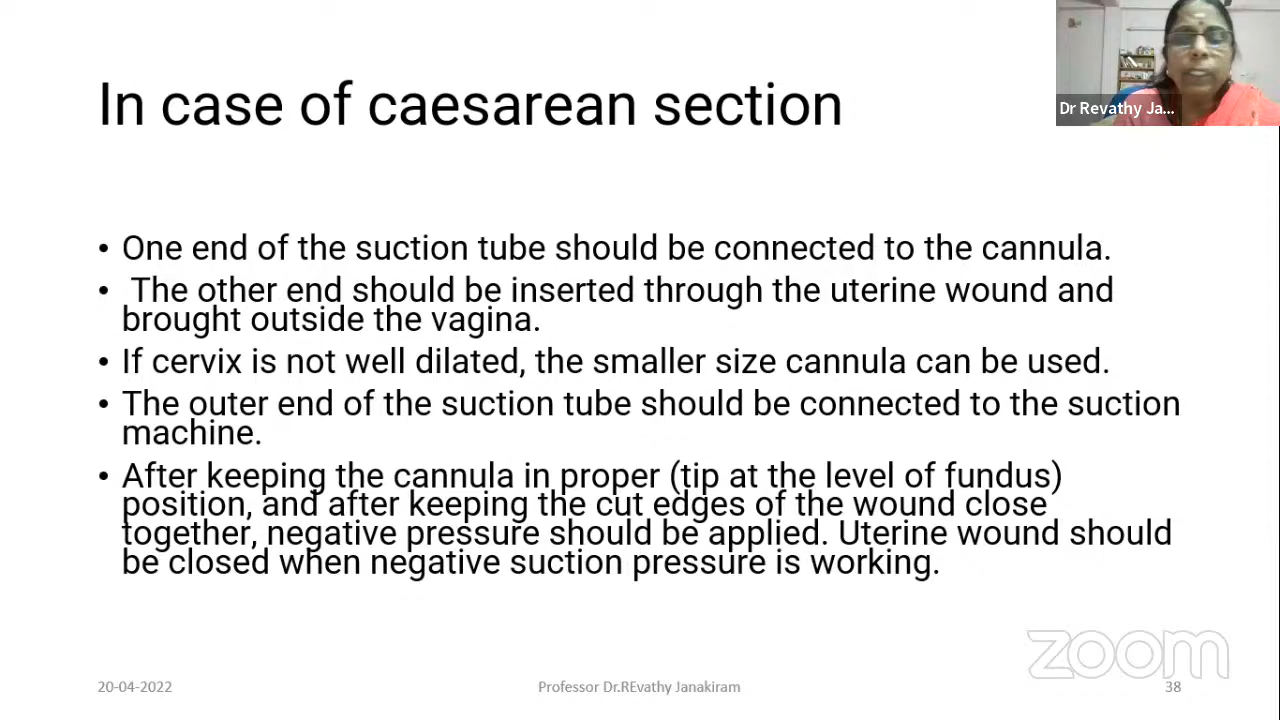 In case of caesarean section
Dr Revathy Ja...
• One end of the suction tube should be connected to the cannula.
• The other end should be inserted through the uterine wound and
brought outside the vagina.
• If cervix is not well dilated, the smaller size cannula can be used.
• The outer end of the suction tube should be connected to the suction
machine.
• After keeping the cannula in proper (tip at the level of fundus)
position, and after keeping the cut edges of the wound close
together, negative pressure should be applied. Uterine wound should
be closed when negative suction pressure is working.
zoom
20-04-2022
Professor Dr.REvathy Janakiram
38